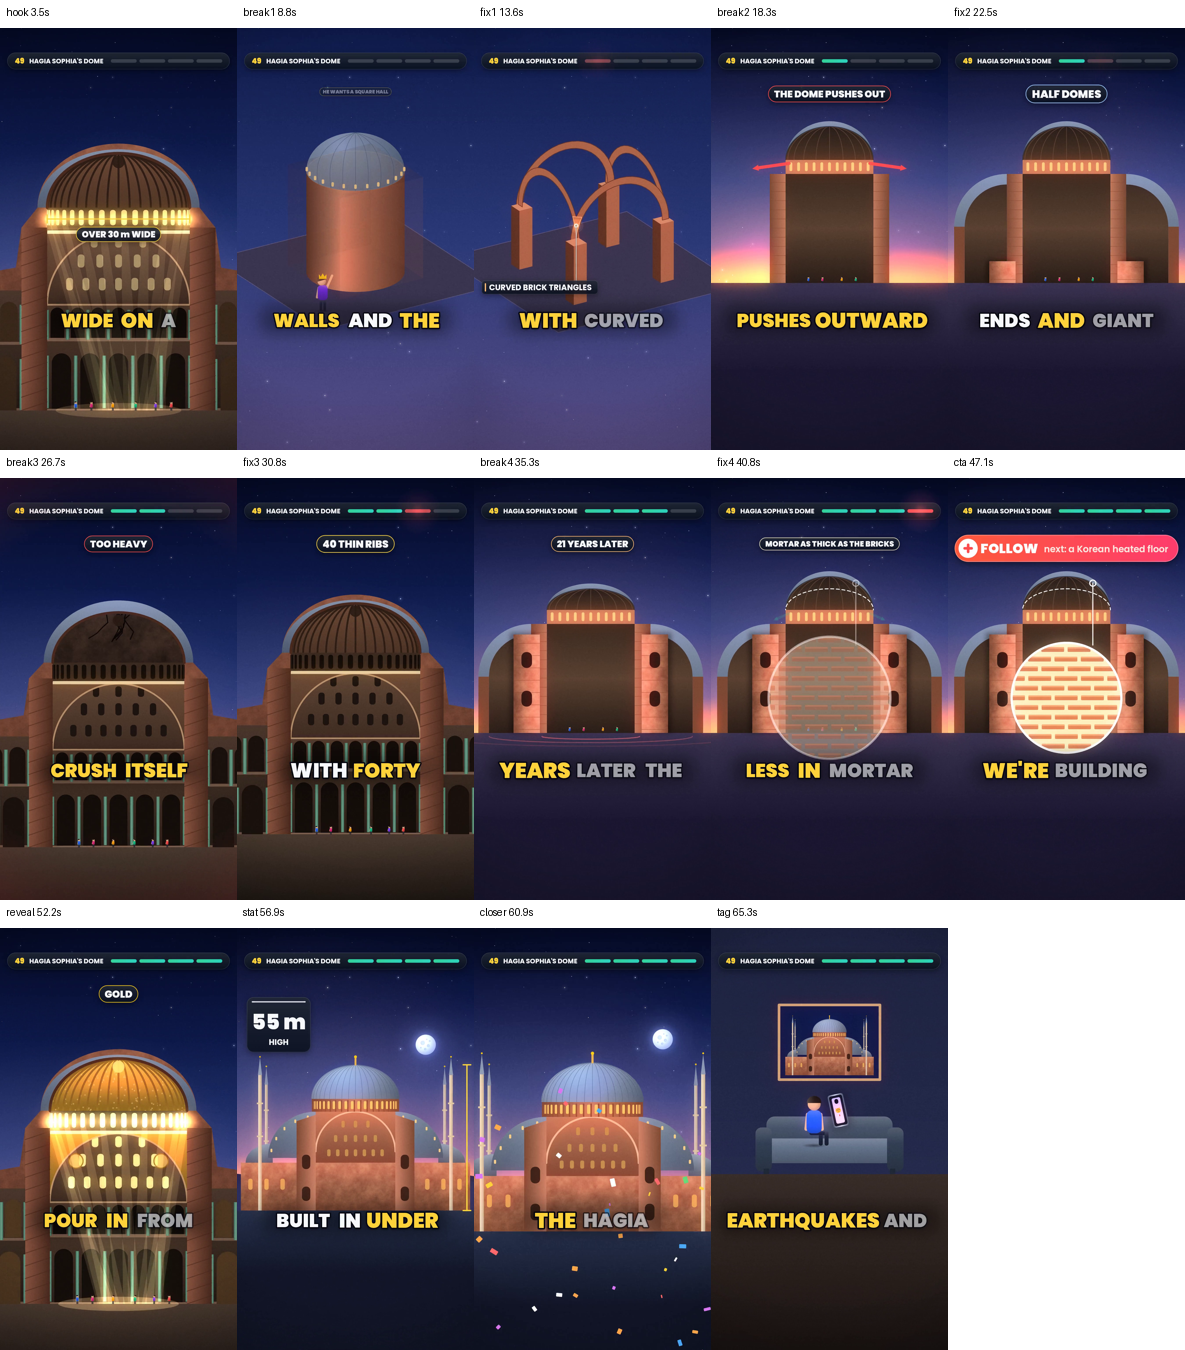 hook 3.5s
49 HAGIA SOPHIA'S DOME
OVER 30 m WIDE
WIDE ON A
break1 8.8s
49 HAGIA SOPHIA'S DOME
HE WANTS A SQUARE HALL
WALLS AND THE
fix1 13.6s
49 HAGIA SOPHIA'S DOME
CURVED BRICK TRIANGLES
WITH CURVED
break2 18.3s
49 HAGIA SOPHIA'S DOME
THE DOME PUSHES OUT
PUSHES OUTWARD
fix2 22.5s
49 HAGIA SOPHIA'S DOME
HALF DOMES
ENDS AND GIANT
break3 26.7s
49 HAGIA SOPHIA'S DOME
TOO HEAVY
CRUSH ITSELF
fix3 30.8s
49 HAGIA SOPHIA'S DOME
40 THIN RIBS
WITH FORTY
break4 35.3s
49 HAGIA SOPHIA'S DOME
21 YEARS LATER
YEARS LATER THE
fix4 40.8s
49 HAGIA SOPHIA'S DOME
MORTAR AS THICK AS THE BRICKS
LESS IN MORTAR
cta 47.1s
49 HAGIA SOPHIA'S DOME
FOLLOW next: a Korean heated floor
WE'RE BUILDING
reveal 52.2s
49 HAGIA SOPHIA'S DOME
GOLD
POUR IN FROM
stat 56.9s
49 HAGIA SOPHIA'S DOME
55 m
HIGH
BUILT IN UNDER
closer 60.9s
49 HAGIA SOPHIA'S DOME
THE HAGIA
tag 65.3s
49 HAGIA SOPHIA'S DOME
EARTHQUAKES AND